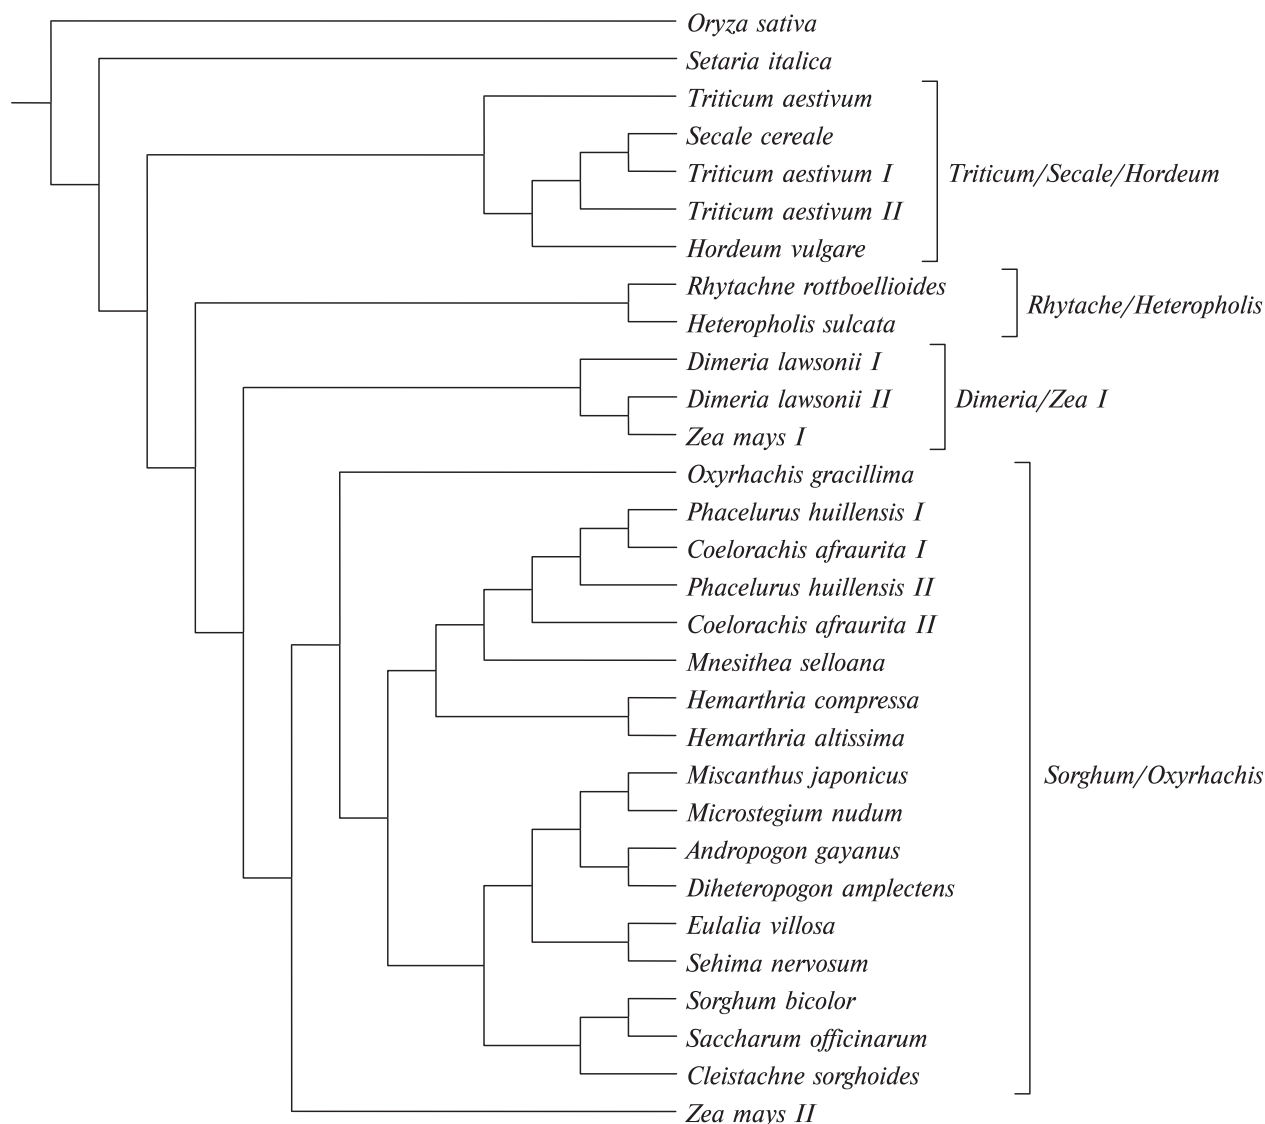 Oryza sativa
Setaria italica
Triticum aestivum
Secale cereale
Triticum aestivum I
Triticum aestivum II
Hordeum vulgare
Triticum/Secale/Hordeum
Rhytachne rottboellioides
Heteropholis sulcata
Rhytache/Heteropholis
Dimeria lawsonii I
Dimeria lawsonii II
Zea mays I
Dimeria/Zea I
Oxyrhachis gracillima
Phacelurus huillensis I
Coelorachis afraurita I
Phacelurus huillensis II
Coelorachis afraurita II
Mnesithea selloana
Hemarthria compressa
Hemarthria altissima
Miscanthus japonicus
Microstegium nudum
Andropogon gayanus
Diheteropogon amplectens
Eulalia villosa
Sehima nervosum
Sorghum bicolor
Saccharum officinarum
Cleistachne sorghoides
Sorghum/Oxyrhachis
Zea mays II